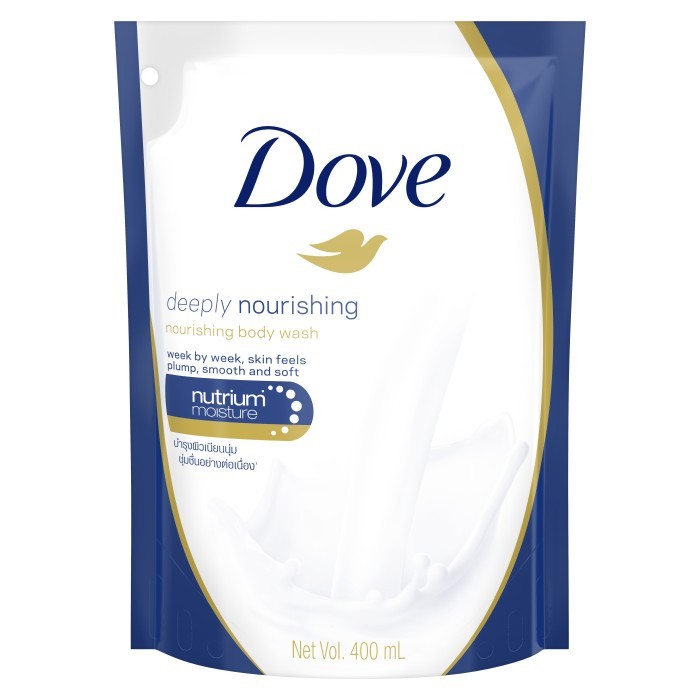 Dove
deeply nourishing
nourishing body wash
week by week, skin feels
plump, smooth and soft
nutrium
moisture
บำรุงผิวเนียนนุ่ม
ชุ่มชื่นอย่างต่อเนื่อง*
Net Vol. 400 mL